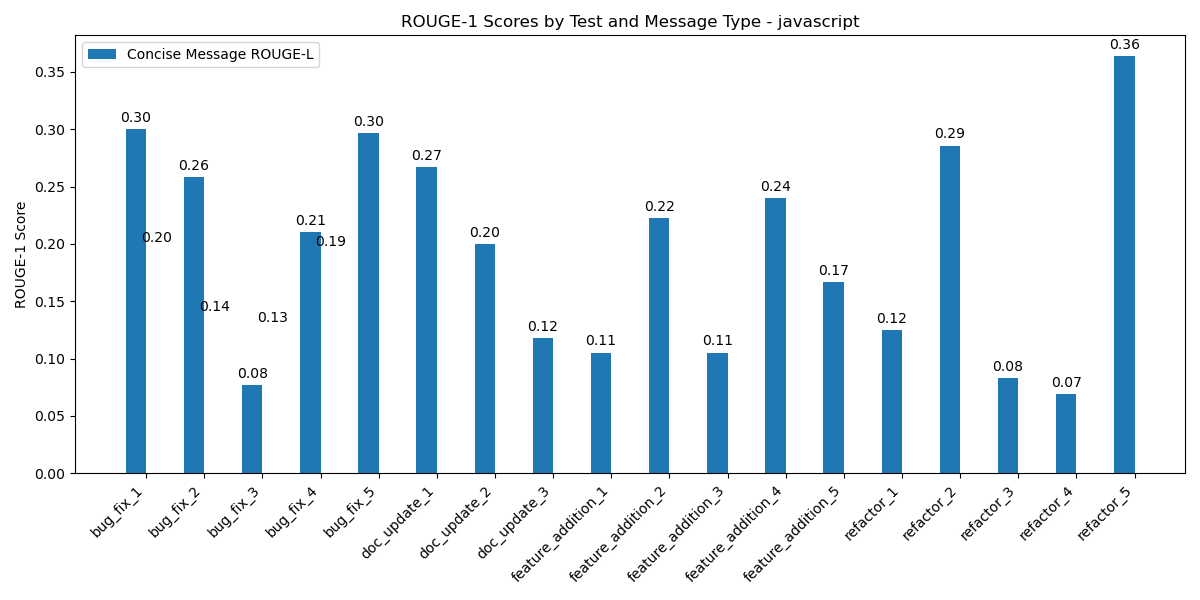 ROUGE-1 Scores by Test and Message Type - javascript
Concise Message ROUGE-L
ROUGE-1 Score
0.35
0.30
0.25
0.20
0.15
0.10
0.05
0.00
0.30
0.20
0.26
0.14
0.08
0.13
0.21
0.19
0.30
0.27
0.20
0.12
0.11
0.22
0.11
0.24
0.17
0.12
0.29
0.08
0.07
0.36
bug_fix_1
bug_fix_2
bug_fix_3
bug_fix_4
bug_fix_5
doc_update_1
doc_update_2
doc_update_3
feature_addition_1
feature_addition_2
feature_addition_3
feature_addition_4
feature_addition_5
refactor_1
refactor_2
refactor_3
refactor_4
refactor_5